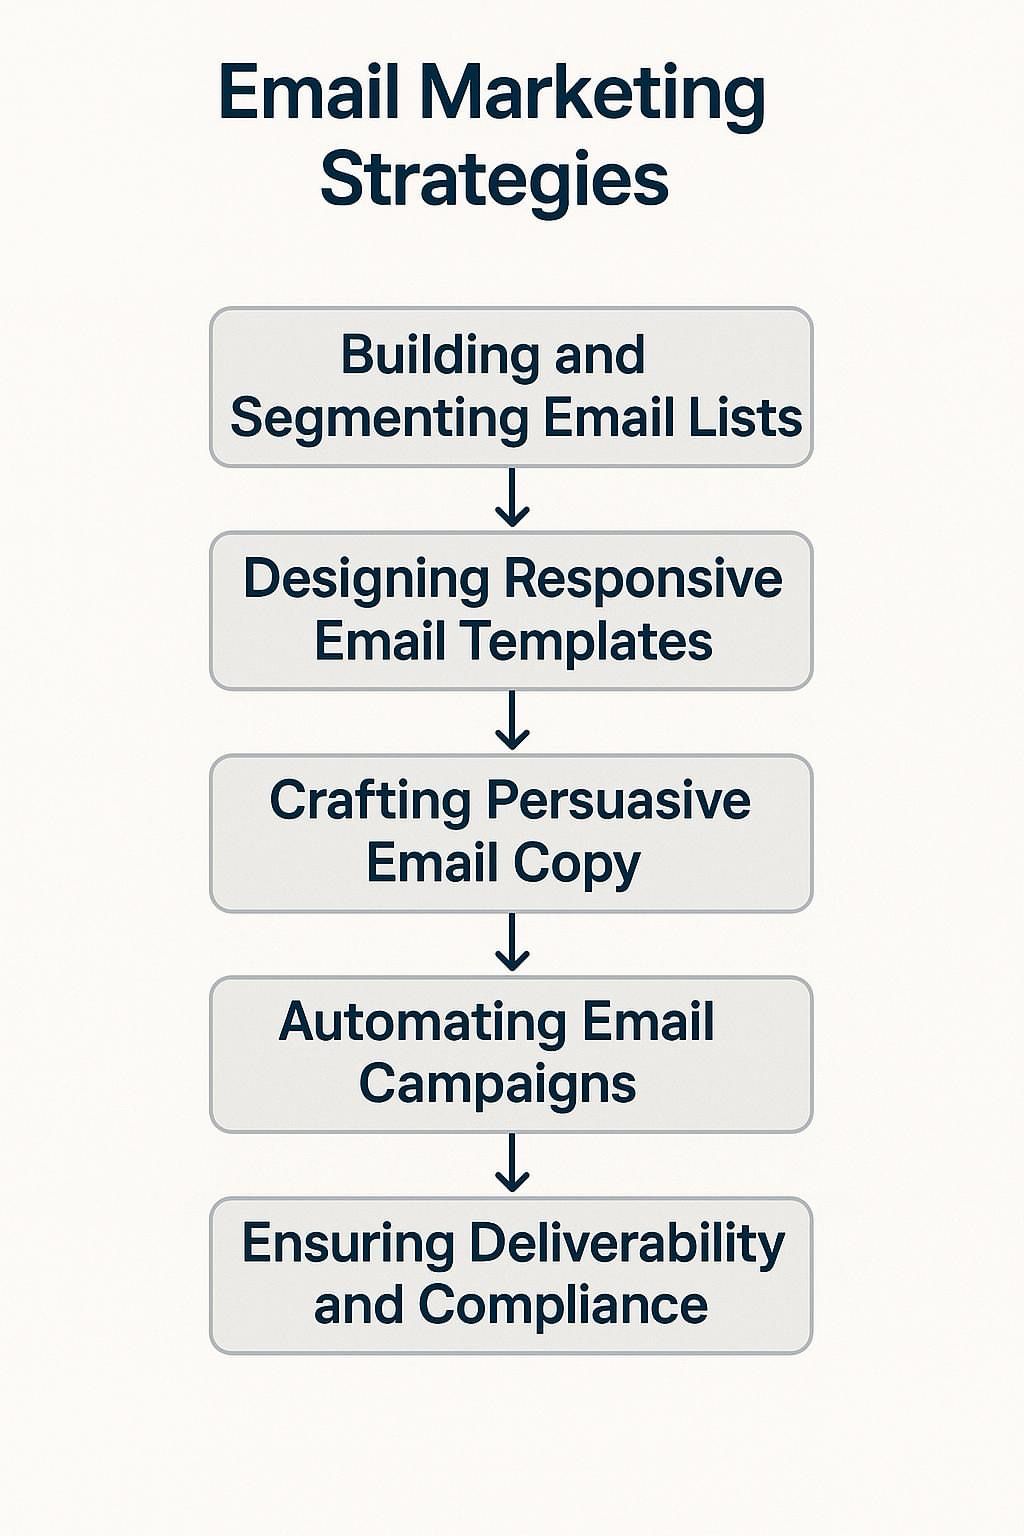 Email Marketing
Strategies
Building and
Segmenting Email Lists
Designing Responsive
Email Templates
Crafting Persuasive
Email Copy
Automating Email
Campaigns
Ensuring Deliverability
and Compliance